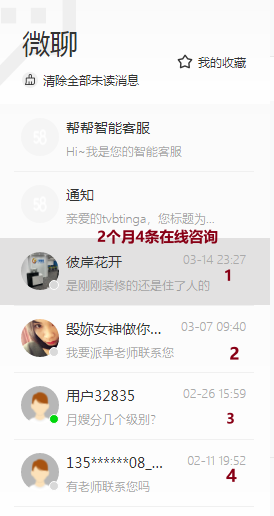 微聊
我的收藏
清除全部未读消息
帮帮智能客服
Hi~我是您的智能客服
通知
亲爱的tvbtinga，您标题为...
2个月4条在线咨询
彼岸花开 03-14 23:27
是刚刚装修的还是住了人的 1
毁妳女神做你... 03-07 09:40
我要派单老师联系您 2
用户32835 02-26 15:59
月嫂分几个级别? 3
135******08_... 02-11 19:52
有老师联系您吗 4